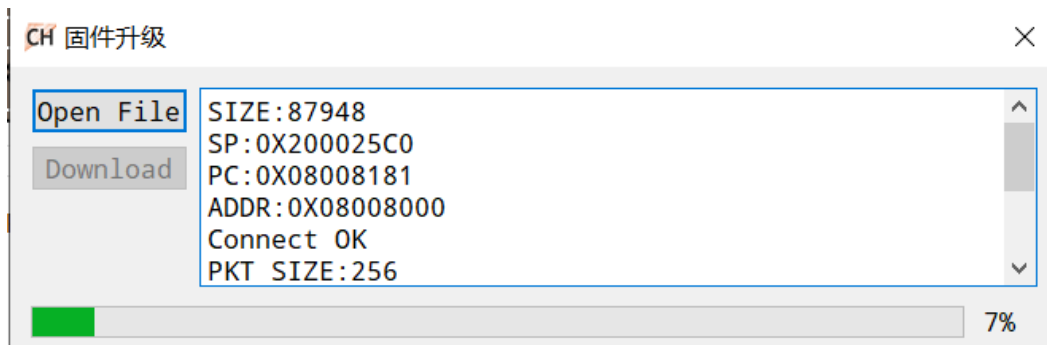 CH 固件升级
Open File
Download
SIZE:87948
SP:0X200025C0
PC:0X08008181
ADDR:0X08008000
Connect OK
PKT SIZE:256
7%